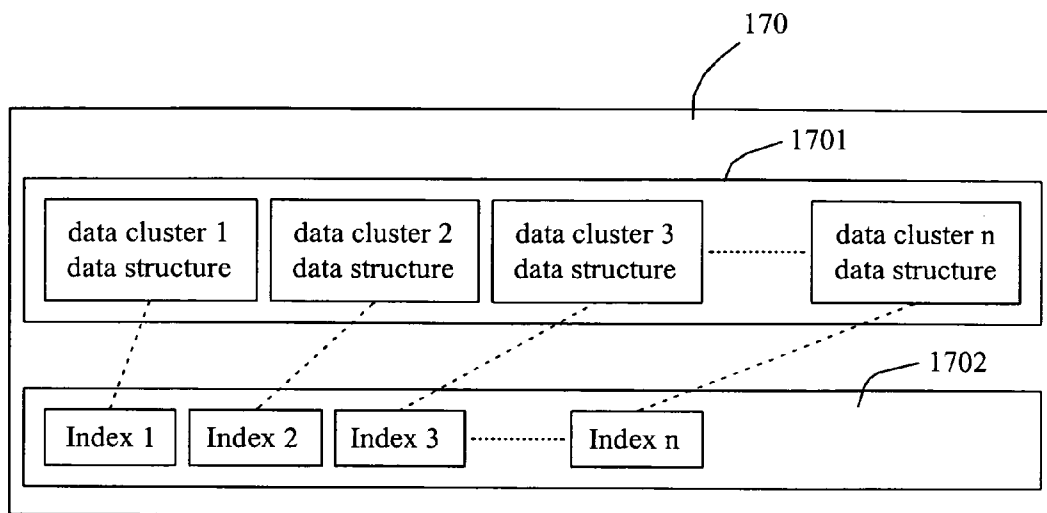 170
1701
data cluster 1
data structure
data cluster 2
data structure
data cluster 3
data structure
data cluster n
data structure
1702
Index 1
Index 2
Index 3
Index n